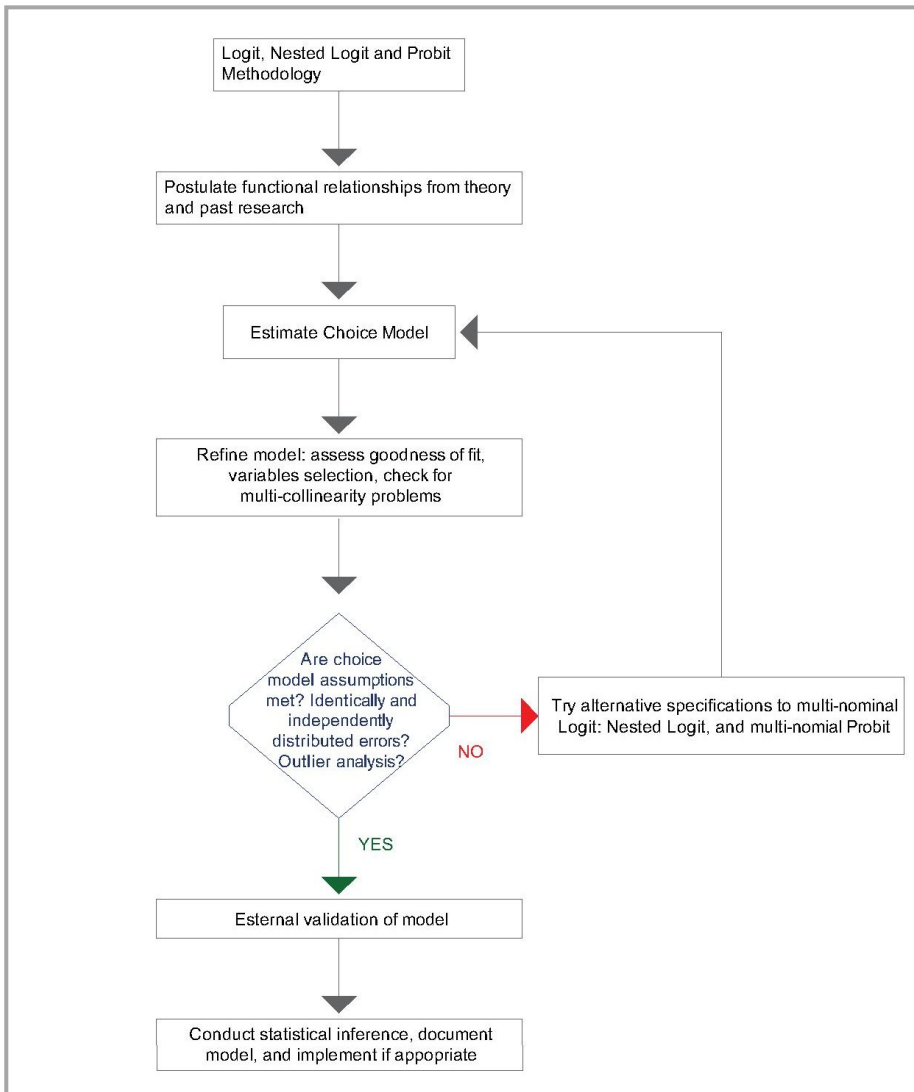 Logit, Nested Logit and Probit
Methodology
Postulate functional relationships from theory
and past research
Estimate Choice Model
Refine model: assess goodness of fit,
variables selection, check for
multi-collinearity problems
Are choice
model assumptions
met? Identically and
independently
distributed errors?
Outlier analysis?
NO
Try alternative specifications to multi-nominal
Logit: Nested Logit, and multi-nomial Probit
YES
Esternal validation of model
Conduct statistical inference, document
model, and implement if appopriate